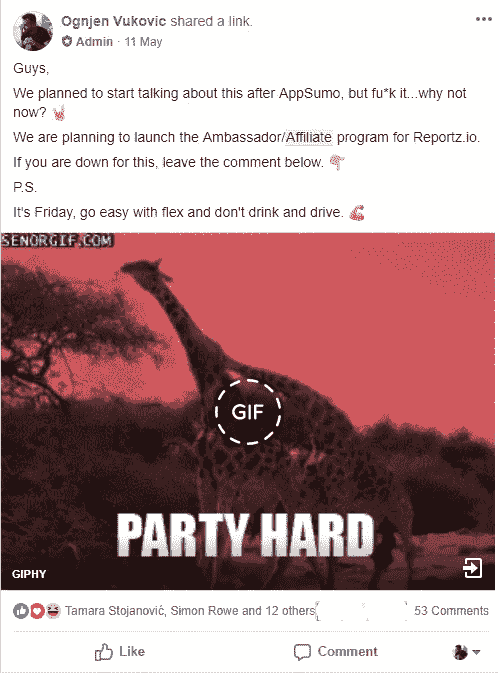 Ognjen Vukovic shared a link.
Admin · 11 May
Guys,
We planned to start talking about this after AppSumo, but fu*k it...why not
now? 🤘
We are planning to launch the Ambassador/Affiliate program for Reportz.io.
If you are down for this, leave the comment below. 👇
P.S.
It's Friday, go easy with flex and don't drink and drive. 💪
SENORGIF.COM
GIF
PARTY HARD
GIPHY
Tamara Stojanović, Simon Rowe and 12 others 53 Comments
Like Comment